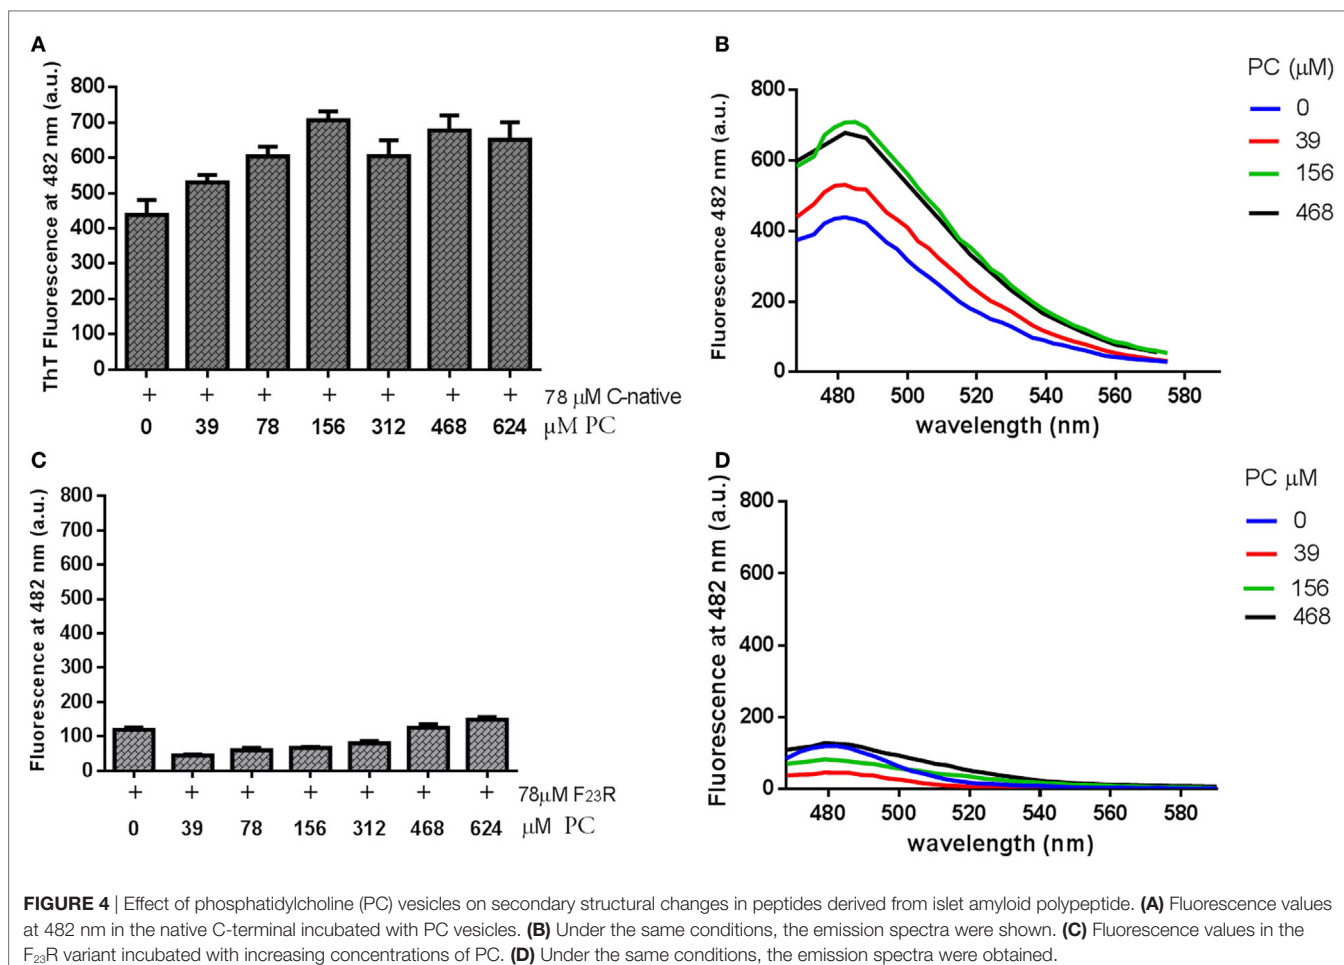 A
ThT Fluorescence at 482 nm (a.u.)
800
700
600
500
400
300
200
100
0
+ + + + + + + 78 μM C-native
0 39 78 156 312 468 624 μM PC
B
Fluorescence 482 nm (a.u.)
800
600
400
200
0
480 500 520 540 560 580
wavelength (nm)
PC (μM)
0
39
156
468
C
Fluorescence at 482 nm (a.u.)
800
700
600
500
400
300
200
100
0
+ + + + + + + 78μM F23R
0 39 78 156 312 468 624 μM PC
D
Fluorescence at 482 nm (a.u.)
800
600
400
200
0
480 500 520 540 560 580
wavelength (nm)
PC μM
0
39
156
468
FIGURE 4 | Effect of phosphatidylcholine (PC) vesicles on secondary structural changes in peptides derived from islet amyloid polypeptide. (A) Fluorescence values
at 482 nm in the native C-terminal incubated with PC vesicles. (B) Under the same conditions, the emission spectra were shown. (C) Fluorescence values in the
F23R variant incubated with increasing concentrations of PC. (D) Under the same conditions, the emission spectra were obtained.